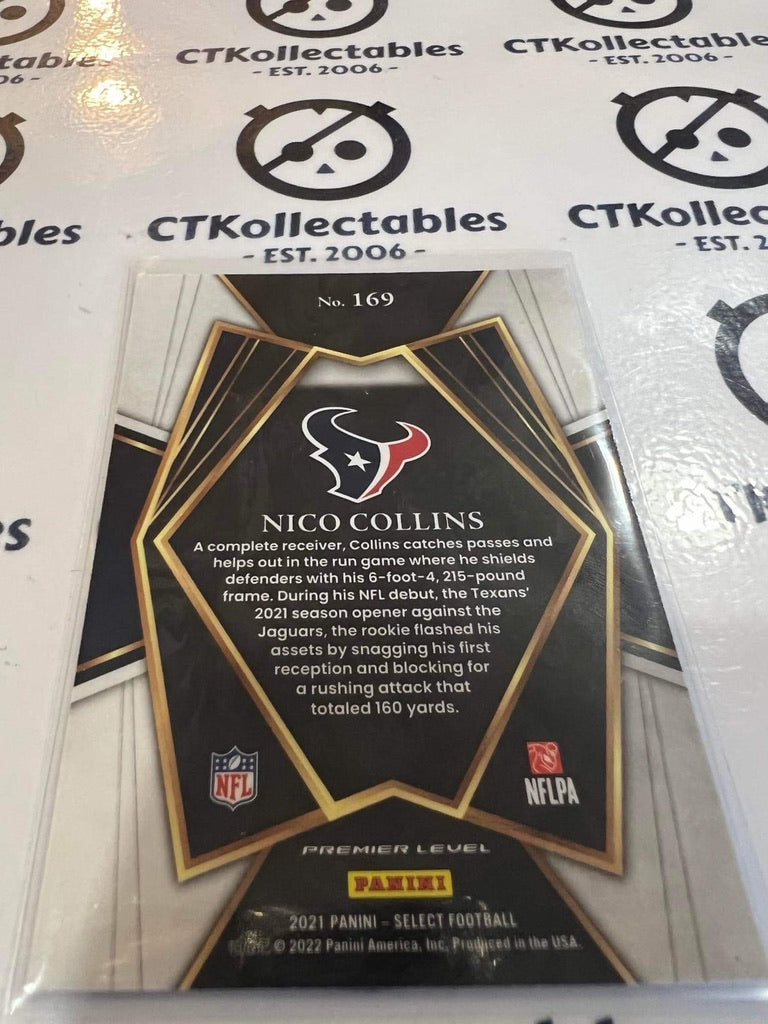 CTKollectables
- EST. 2006 -
CTKollectables
- EST. 2006 -
CTKollectables
- EST. 2006 -
No. 169
NICO COLLINS
A complete receiver, Collins catches passes and
helps out in the run game where he shields
defenders with his 6-foot-4, 215-pound
frame. During his NFL debut, the Texans'
2021 season opener against the
Jaguars, the rookie flashed his
assets by snagging his first
reception and blocking for
a rushing attack that
totaled 160 yards.
NFL
NFLPA
PREMIER LEVEL
PANINI
2021 PANINI - SELECT FOOTBALL
© 2022 Panini America, Inc. Produced in the USA.